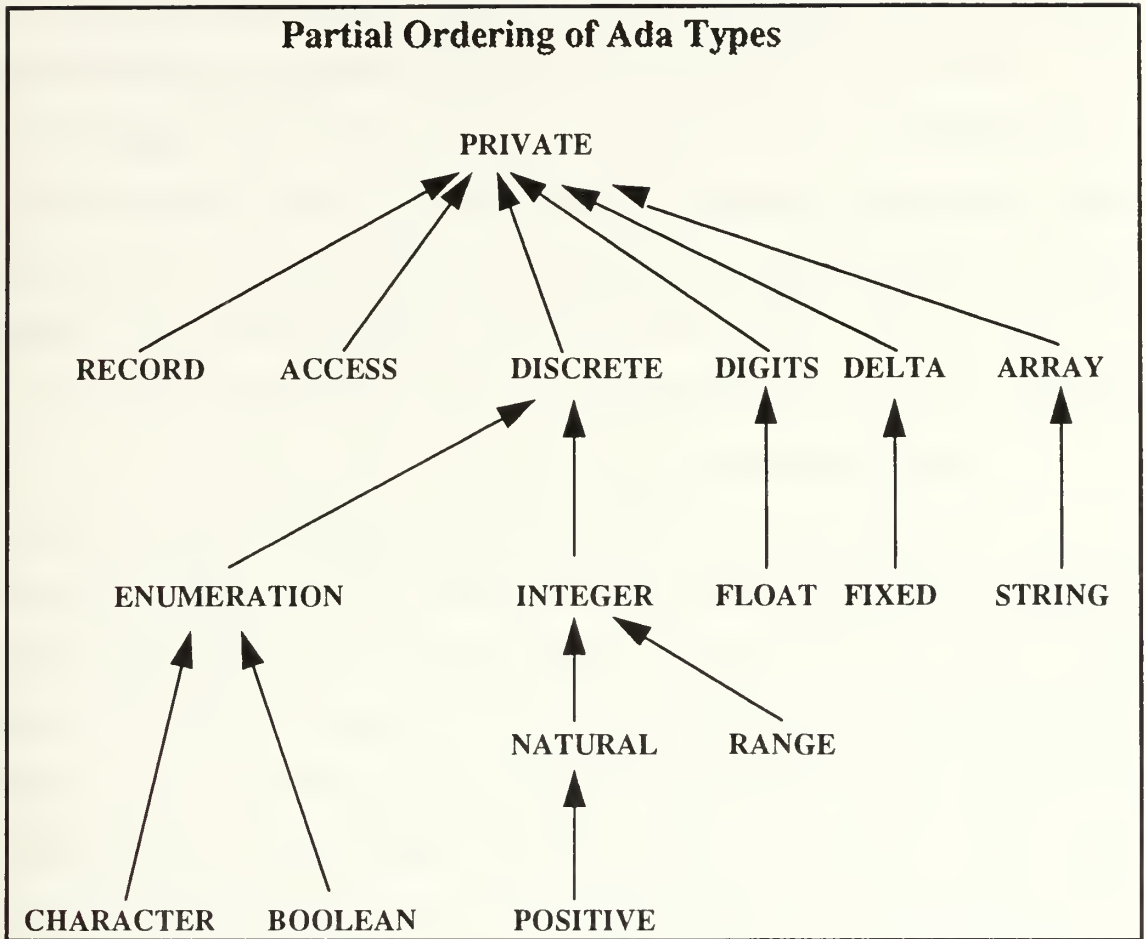 Partial Ordering of Ada Types
PRIVATE
RECORD ACCESS DISCRETE DIGITS DELTA ARRAY
ENUMERATION INTEGER FLOAT FIXED STRING
NATURAL RANGE
CHARACTER BOOLEAN POSITIVE